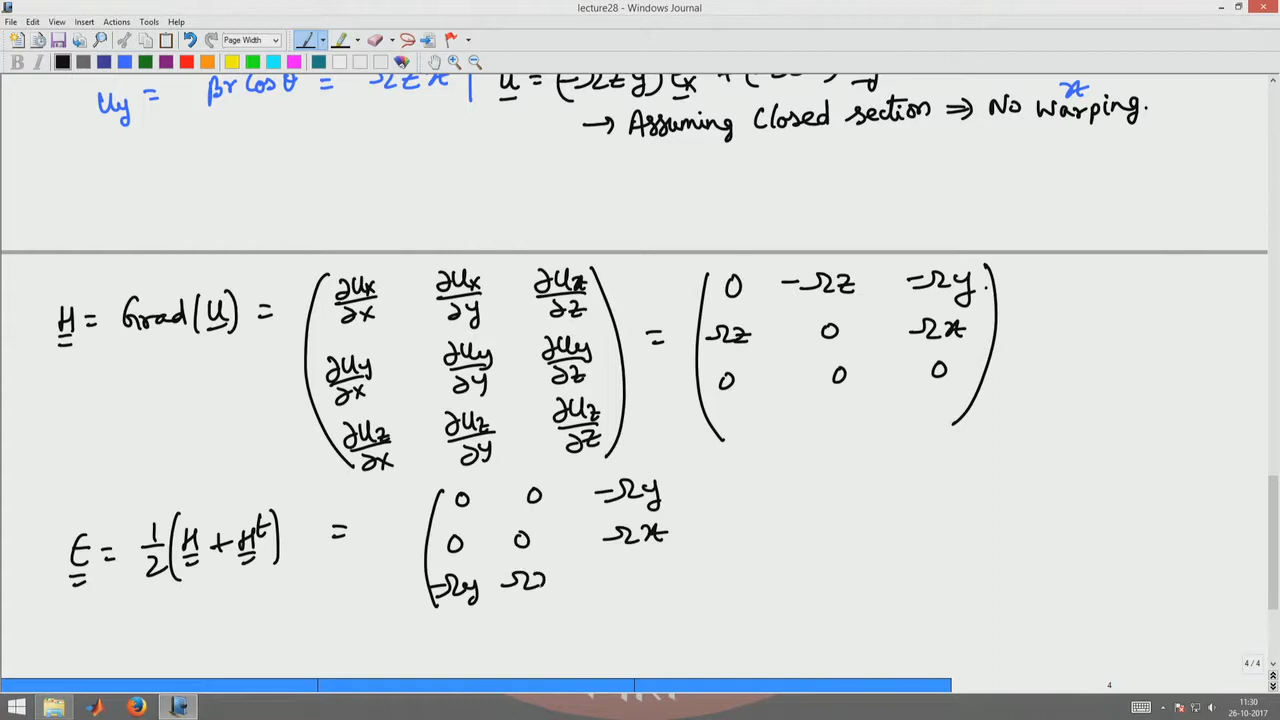 lecture28 - Windows Journal
File Edit View Insert Actions Tools Help
Page Width
B I
uy = βr cos θ = Ωzx | u = (-Ωzy) ex +
x
→ Assuming Closed section ⇒ No warping.
H = Grad(u) = ( ∂ux/∂x ∂ux/∂y ∂ux/∂z = ( 0 -Ωz -Ωy
∂uy/∂x ∂uy/∂y ∂uy/∂z Ωz 0 Ωx
∂uz/∂x ∂uz/∂y ∂uz/∂z ) 0 0 0 )
E = 1/2 (H + H^t) = ( 0 0 -Ωy
0 0 Ωx
-Ωy Ω
4/4
4
11:30
26-10-2017